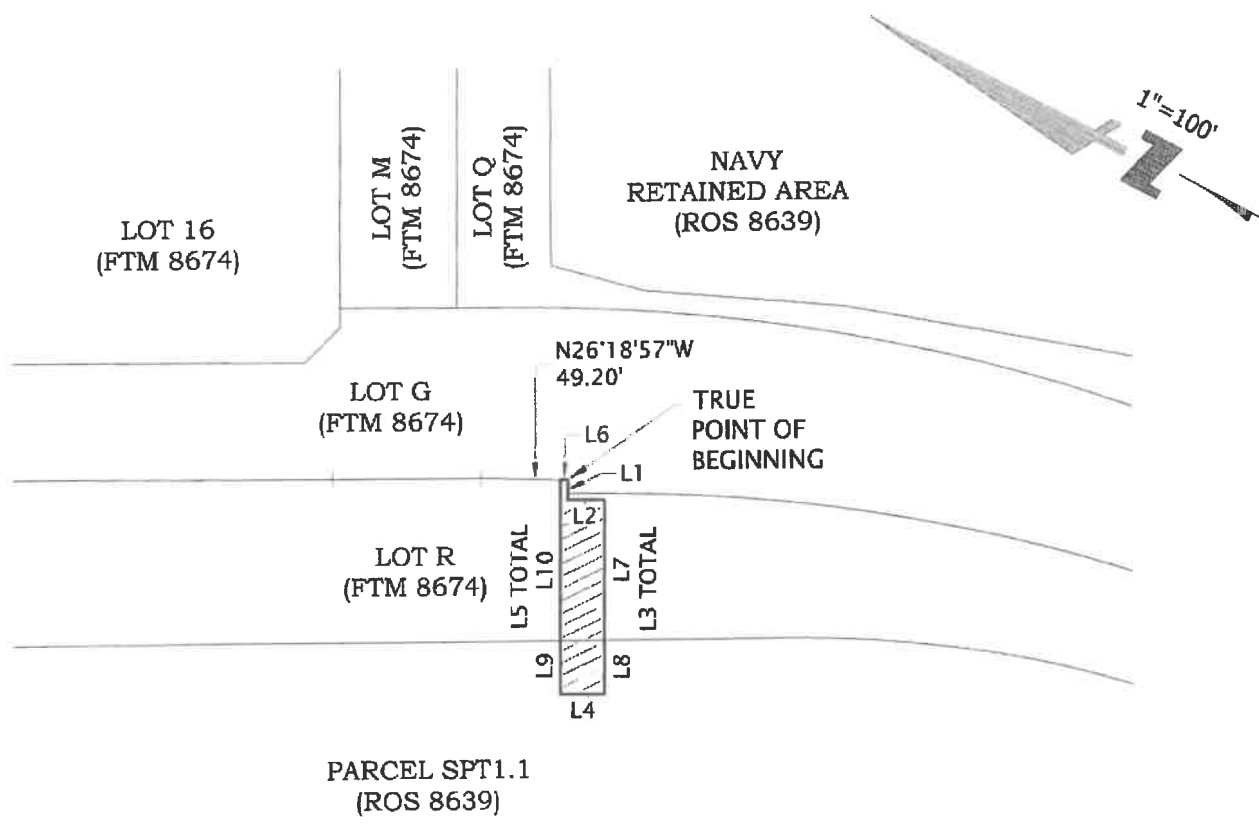 1"=100'
Z
NAVY
RETAINED AREA
(ROS 8639)
LOT M
(FTM 8674)
LOT Q
(FTM 8674)
LOT 16
(FTM 8674)
N26°18'57"W
49.20'
LOT G
(FTM 8674)
TRUE
POINT OF
BEGINNING
L6
L1
L2
LOT R
(FTM 8674)
L5 TOTAL
L10
L7
L3 TOTAL
L9
L8
L4
PARCEL SPT1.1
(ROS 8639)